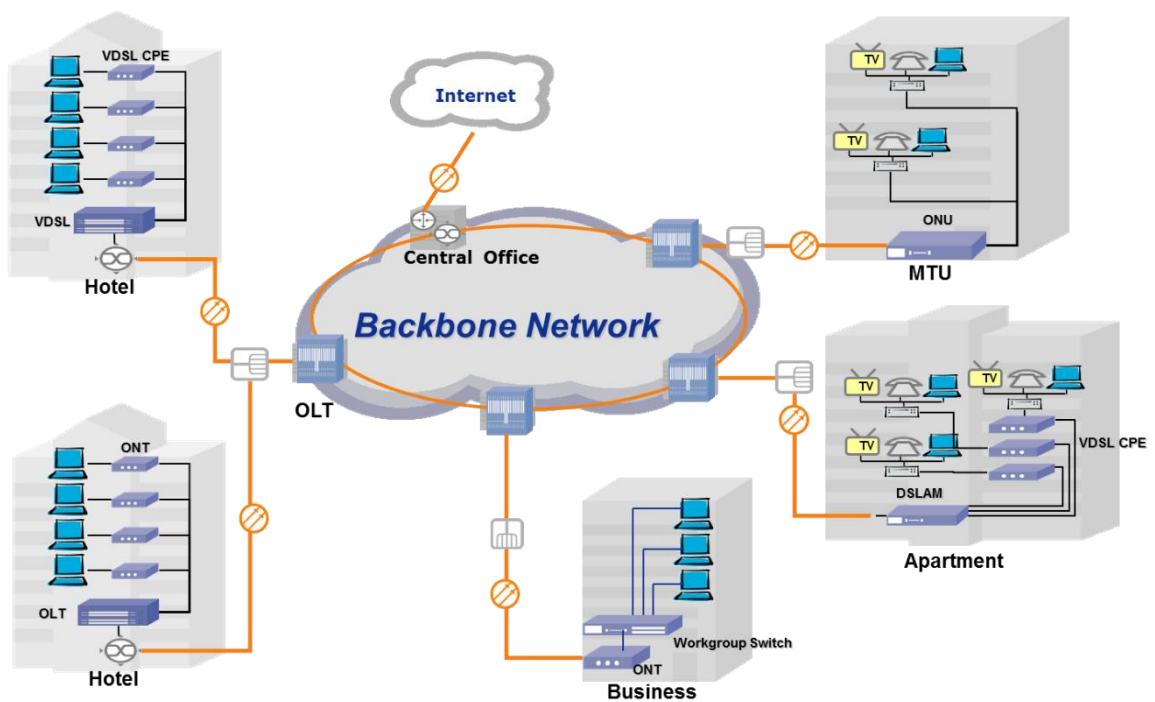 VDSL CPE
VDSL
Hotel
Internet
Central Office
Backbone Network
OLT
TV
TV
ONU
MTU
TV
TV
TV
VDSL CPE
DSLAM
Apartment
ONT
OLT
Hotel
Workgroup Switch
ONT
Business